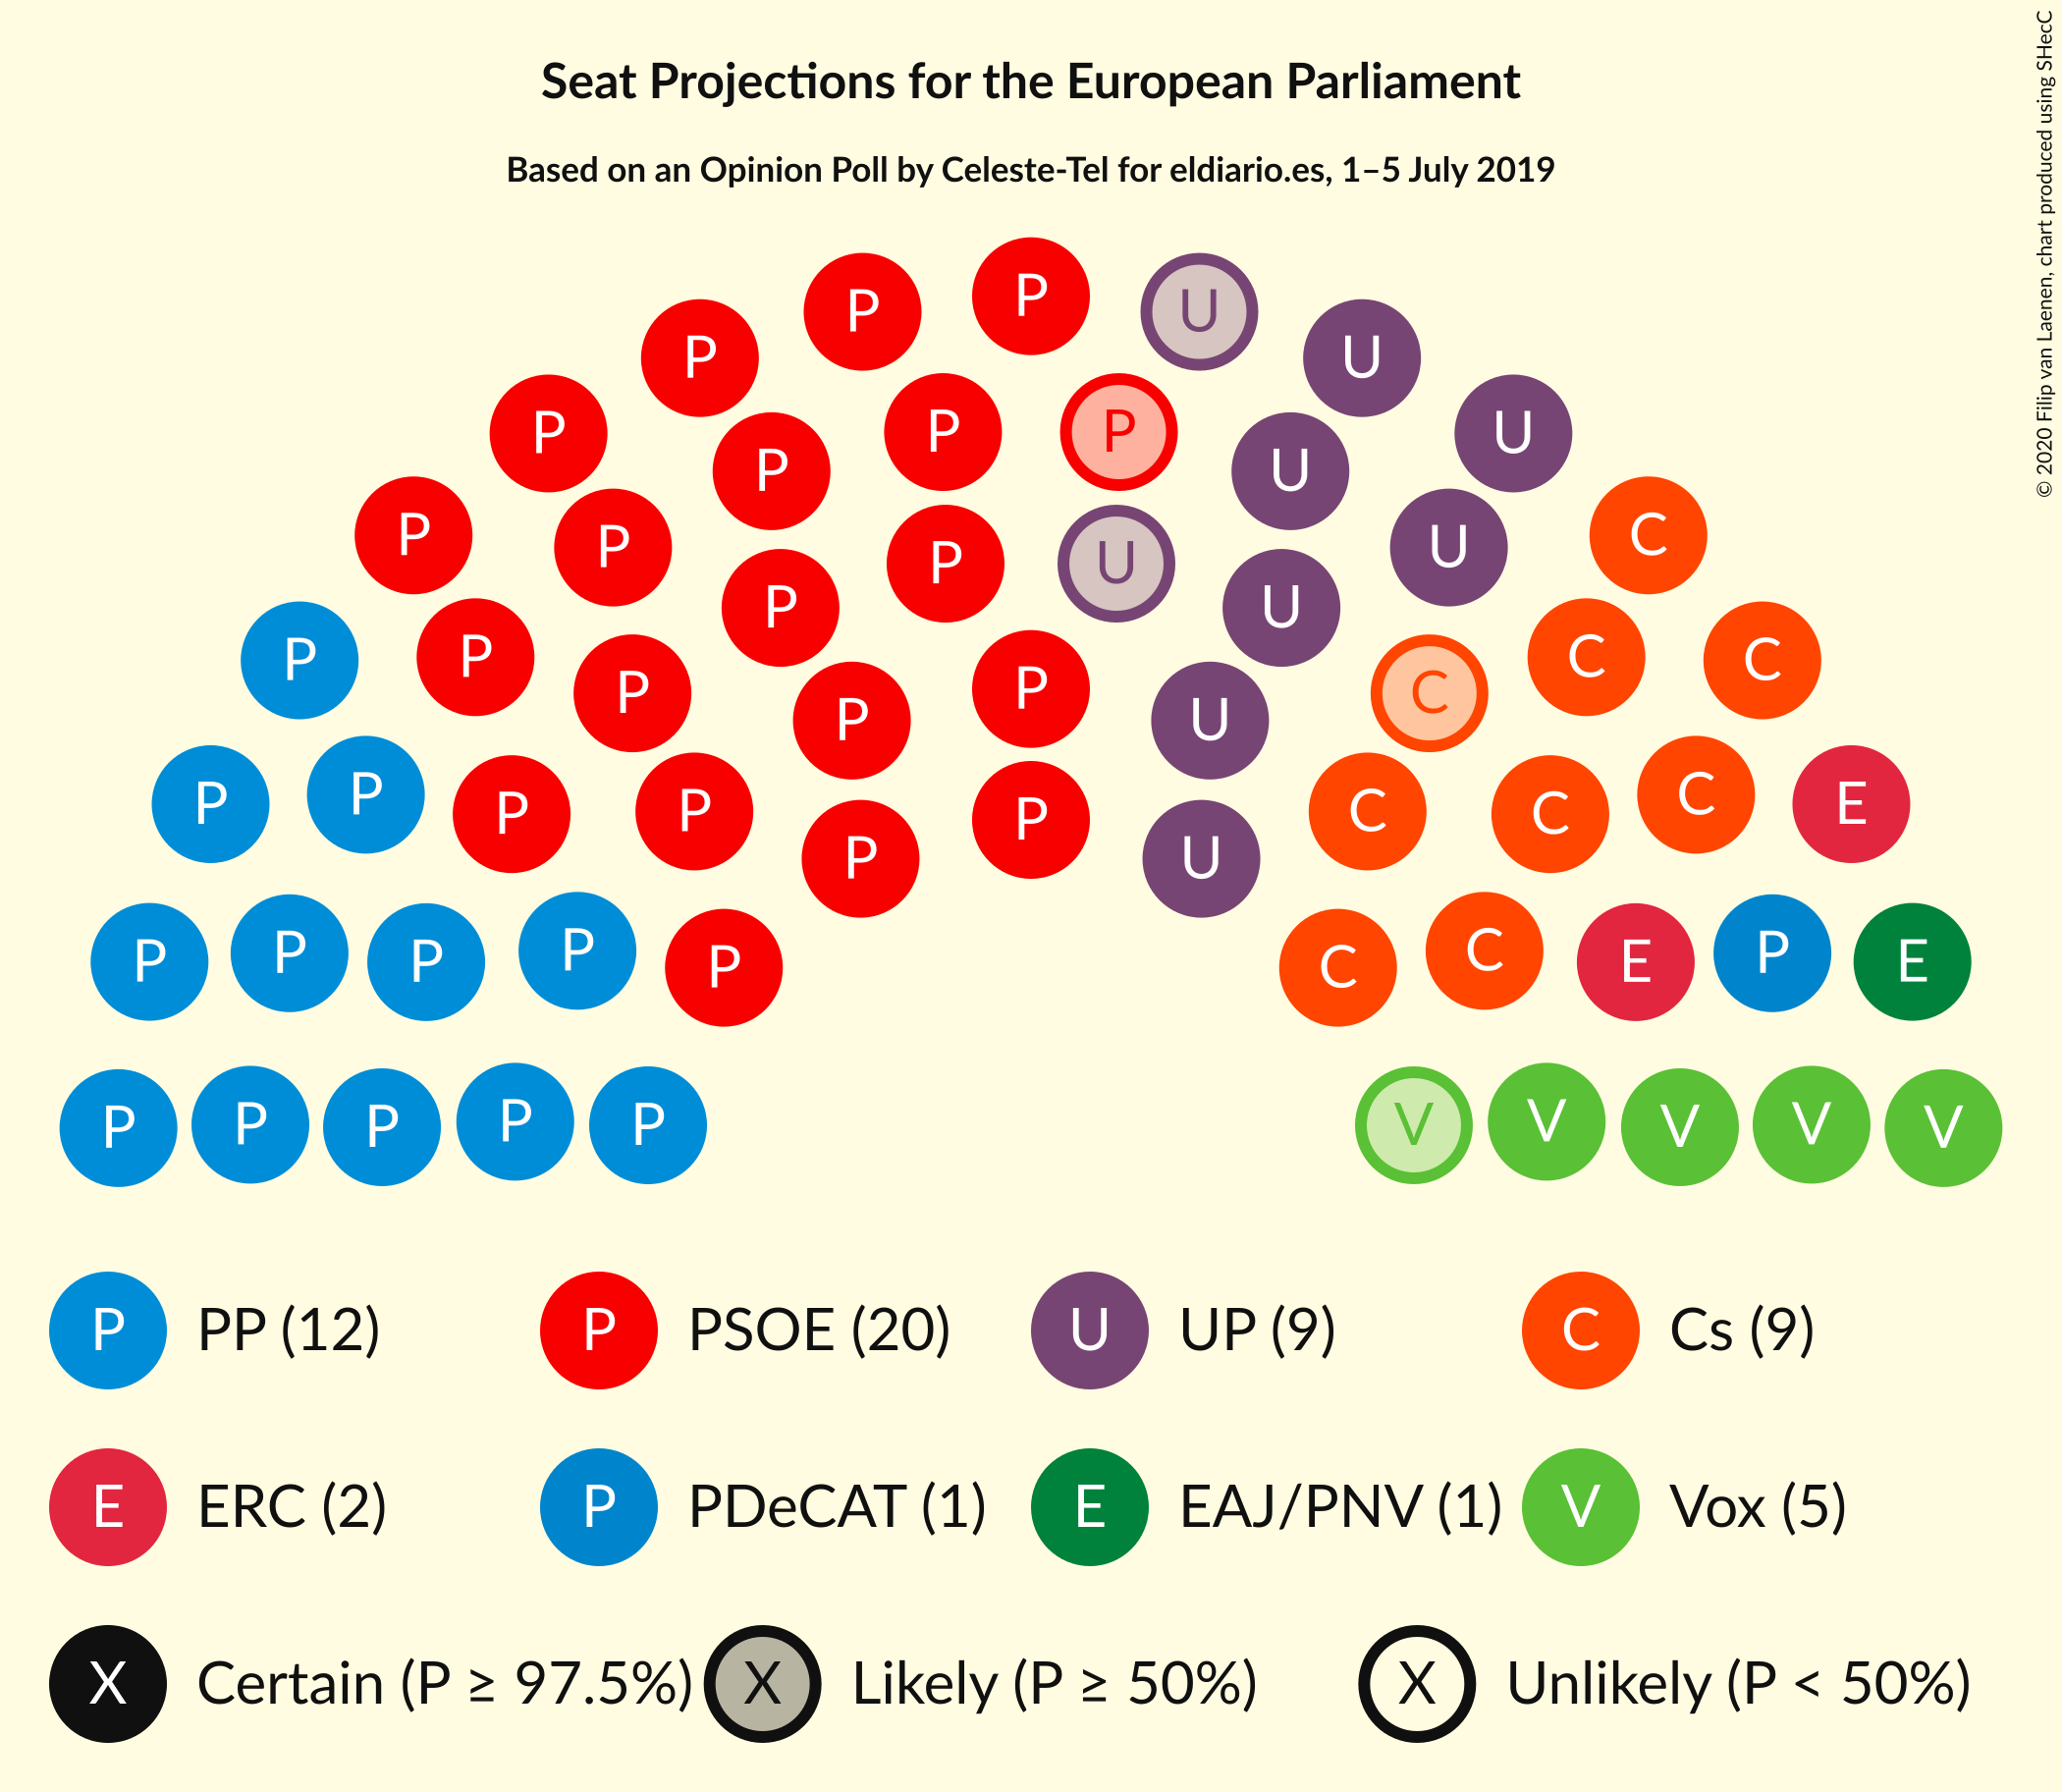 Seat Projections for the European Parliament
Based on an Opinion Poll by Celeste-Tel for eldiario.es, 1–5 July 2019
© 2020 Filip van Laenen, chart produced using SHecC
P P P U U
P P P P U U
P P P U U U C
P P P P C C C
P P P U
P P P P P P U C C C E
P P P P P C C E P E
P P P P P V V V V V
P PP (12) P PSOE (20) U UP (9) C Cs (9)
E ERC (2) P PDeCAT (1) E EAJ/PNV (1) V Vox (5)
X Certain (P ≥ 97.5%) X Likely (P ≥ 50%) X Unlikely (P < 50%)